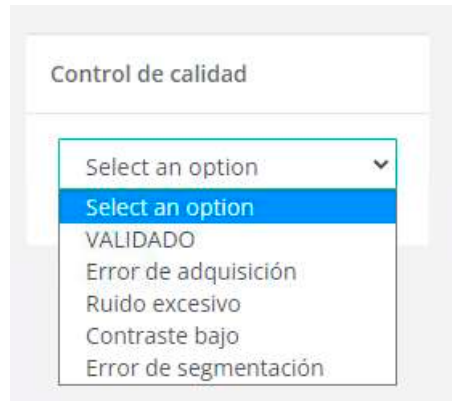 Control de calidad
Select an option
Select an option
VALIDADO
Error de adquisición
Ruido excesivo
Contraste bajo
Error de segmentación